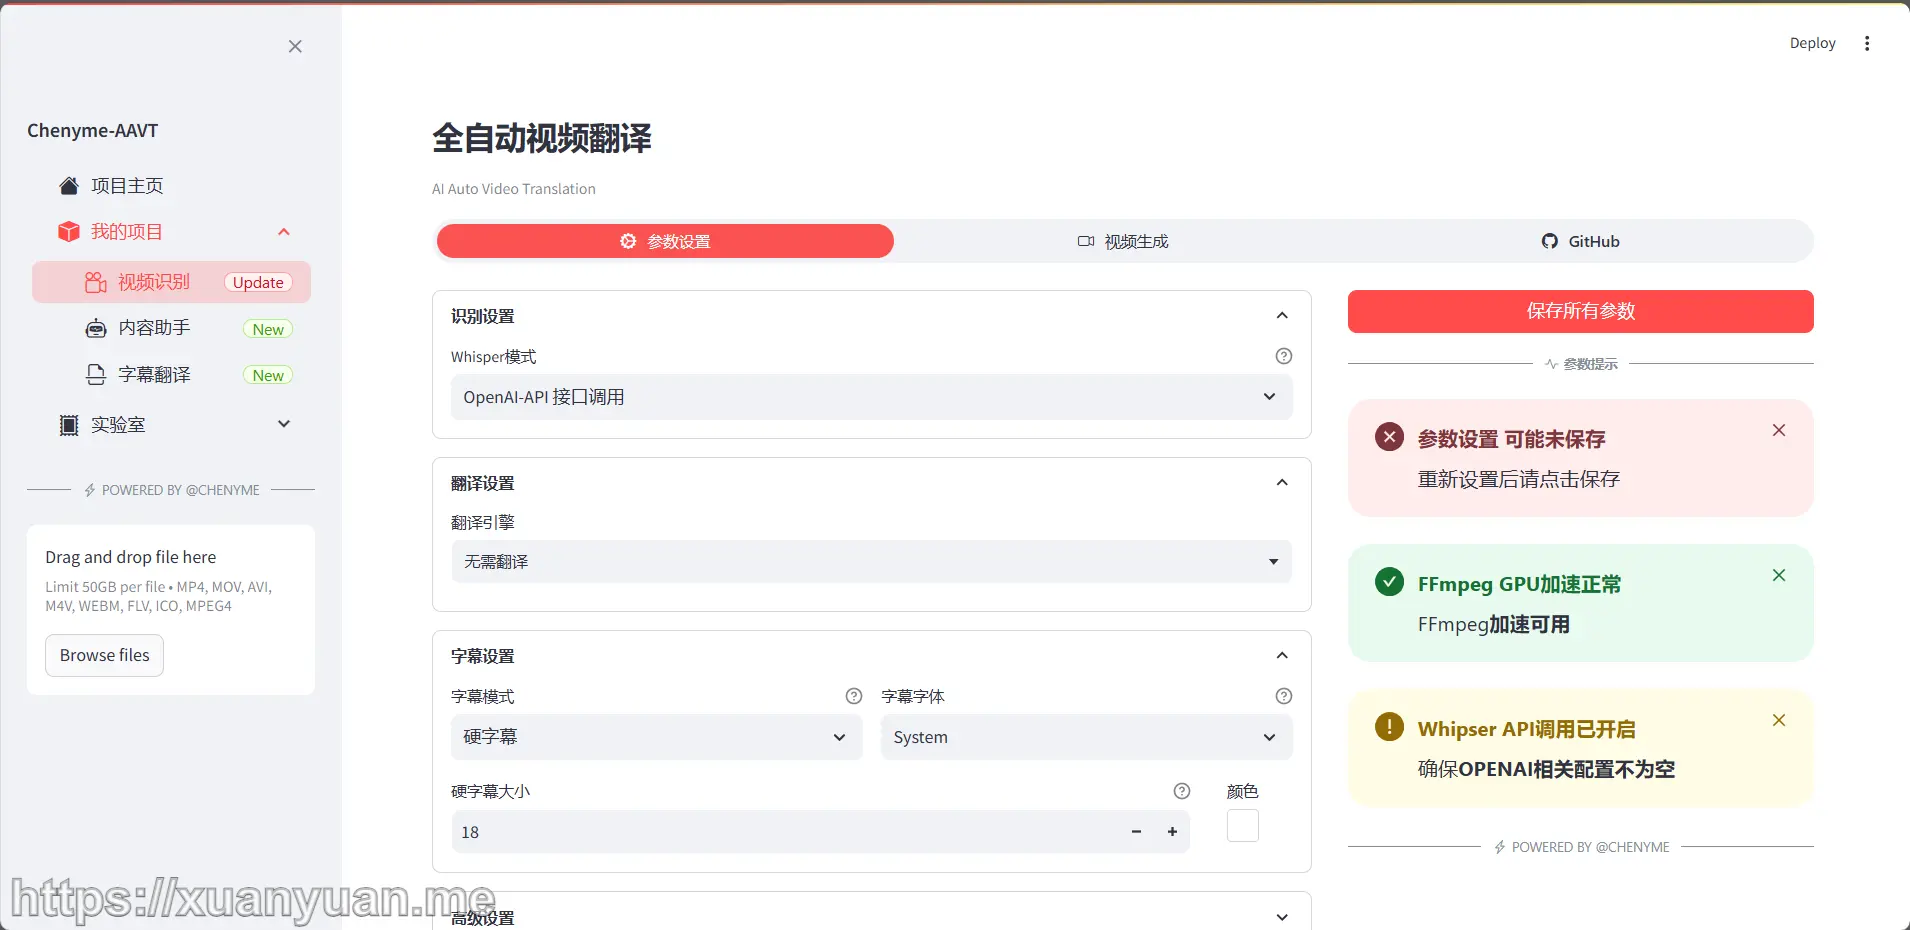 Deploy
Chenyme-AAVT
项目主页
我的项目
视频识别 Update
内容助手 New
字幕翻译 New
实验室
POWERED BY @CHENYME
Drag and drop file here
Limit 50GB per file • MP4, MOV, AVI,
M4V, WEBM, FLV, ICO, MPEG4
Browse files
全自动视频翻译
AI Auto Video Translation
参数设置 视频生成 GitHub
识别设置
Whisper模式
OpenAI-API 接口调用
翻译设置
翻译引擎
无需翻译
字幕设置
字幕模式 字幕字体
硬字幕 System
硬字幕大小 颜色
18
高级设置
保存所有参数
参数提示
参数设置 可能未保存
重新设置后请点击保存
FFmpeg GPU加速正常
FFmpeg加速可用
Whipser API调用已开启
确保OPENAI相关配置不为空
POWERED BY @CHENYME
https://xuanyuan.me